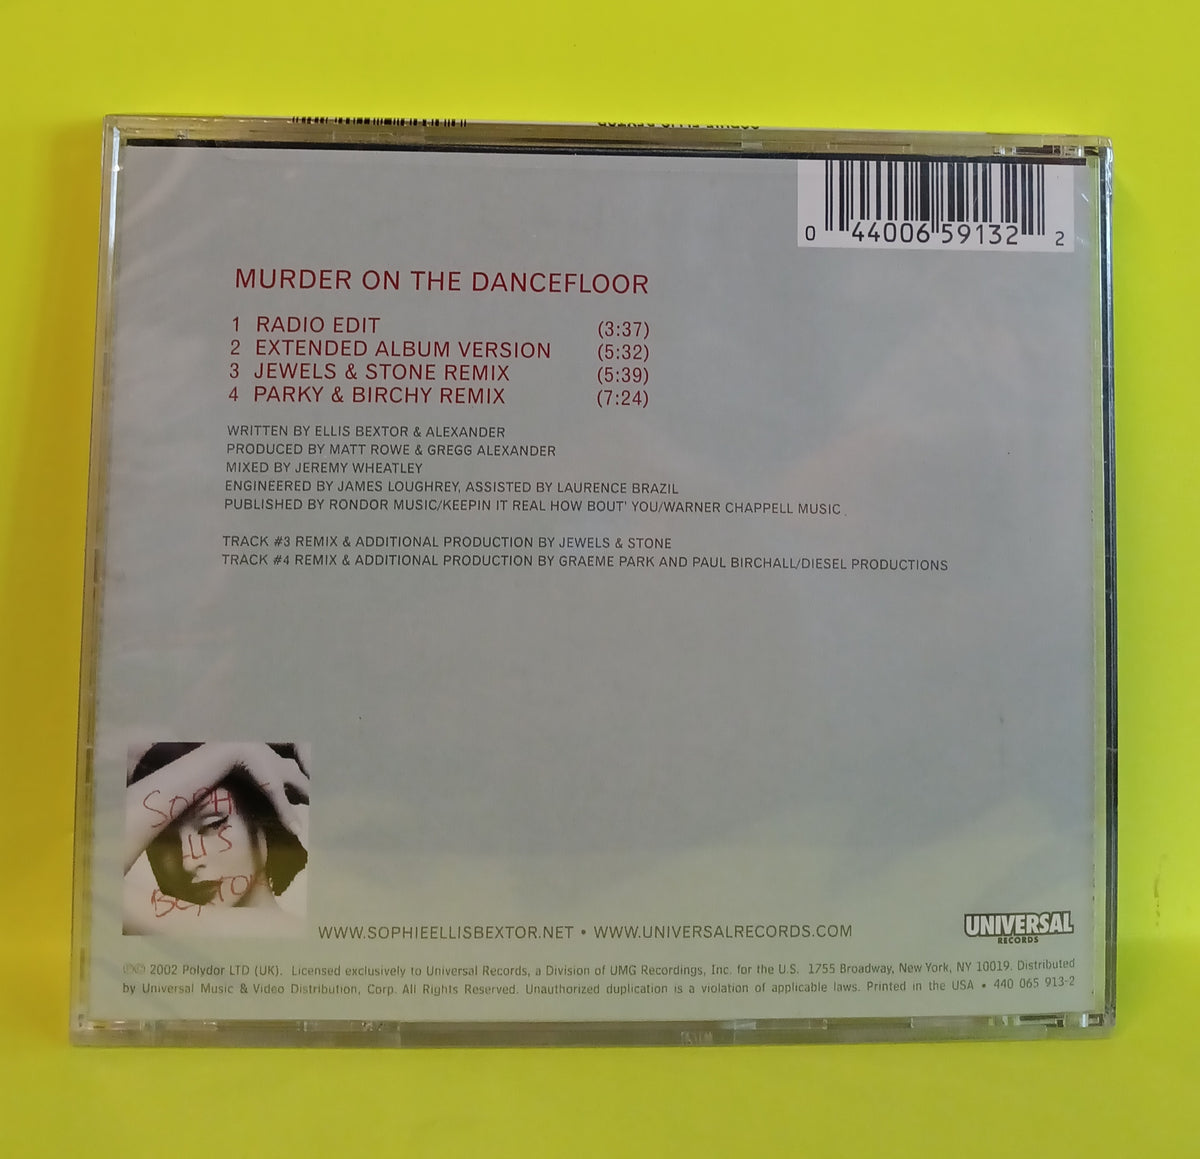 SOPHIE ELLIS BEXTOR
0 44006 59132 2
MURDER ON THE DANCEFLOOR
1 RADIO EDIT (3:37)
2 EXTENDED ALBUM VERSION (5:32)
3 JEWELS & STONE REMIX (5:39)
4 PARKY & BIRCHY REMIX (7:24)
WRITTEN BY ELLIS BEXTOR & ALEXANDER
PRODUCED BY MATT ROWE & GREGG ALEXANDER
MIXED BY JEREMY WHEATLEY
ENGINEERED BY JAMES LOUGHREY, ASSISTED BY LAURENCE BRAZIL
PUBLISHED BY RONDOR MUSIC/KEEPIN IT REAL HOW BOUT' YOU/WARNER CHAPPELL MUSIC .
TRACK #3 REMIX & ADDITIONAL PRODUCTION BY JEWELS & STONE
TRACK #4 REMIX & ADDITIONAL PRODUCTION BY GRAEME PARK AND PAUL BIRCHALL/DIESEL PRODUCTIONS
SOPHIE
ELLIS
BEXTOR
WWW.SOPHIEELLISBEXTOR.NET • WWW.UNIVERSALRECORDS.COM
UNIVERSAL
RECORDS
℗© 2002 Polydor LTD (UK). Licensed exclusively to Universal Records, a Division of UMG Recordings, Inc. for the U.S. 1755 Broadway, New York, NY 10019. Distributed
by Universal Music & Video Distribution, Corp. All Rights Reserved. Unauthorized duplication is a violation of applicable laws. Printed in the USA • 440 065 913-2